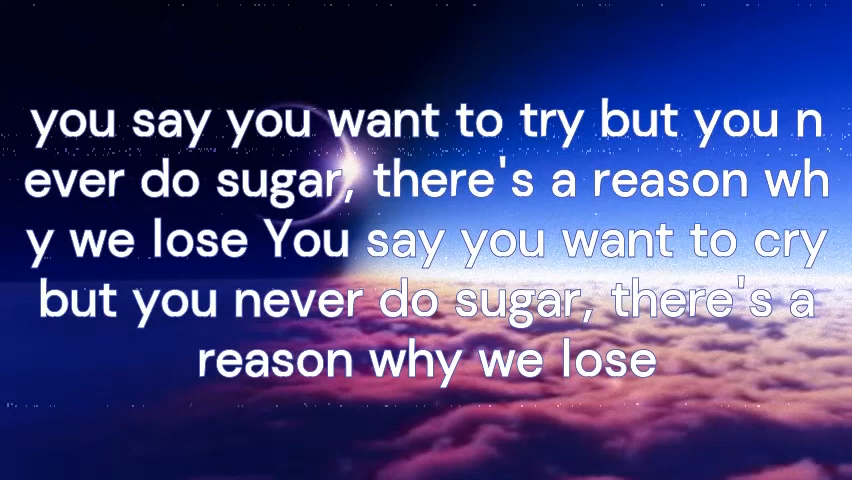 you say you want to try but you n
ever do sugar, there's a reason wh
y we lose You say you want to cry
but you never do sugar, there's a
reason why we lose